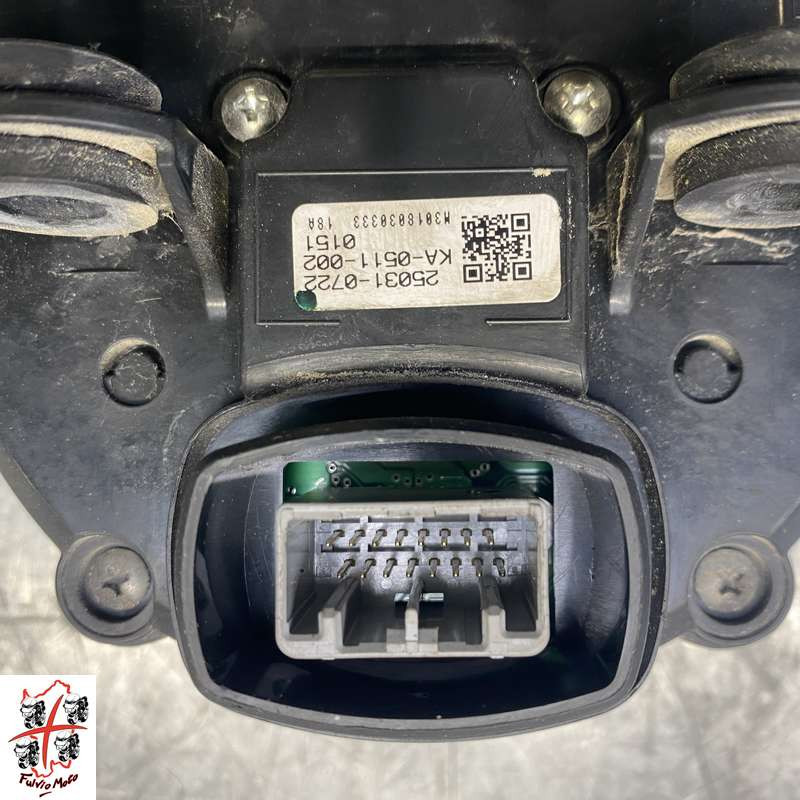 25031-0722
KA-0511-002
0151
M3018030333 18A
Fulvio Moto